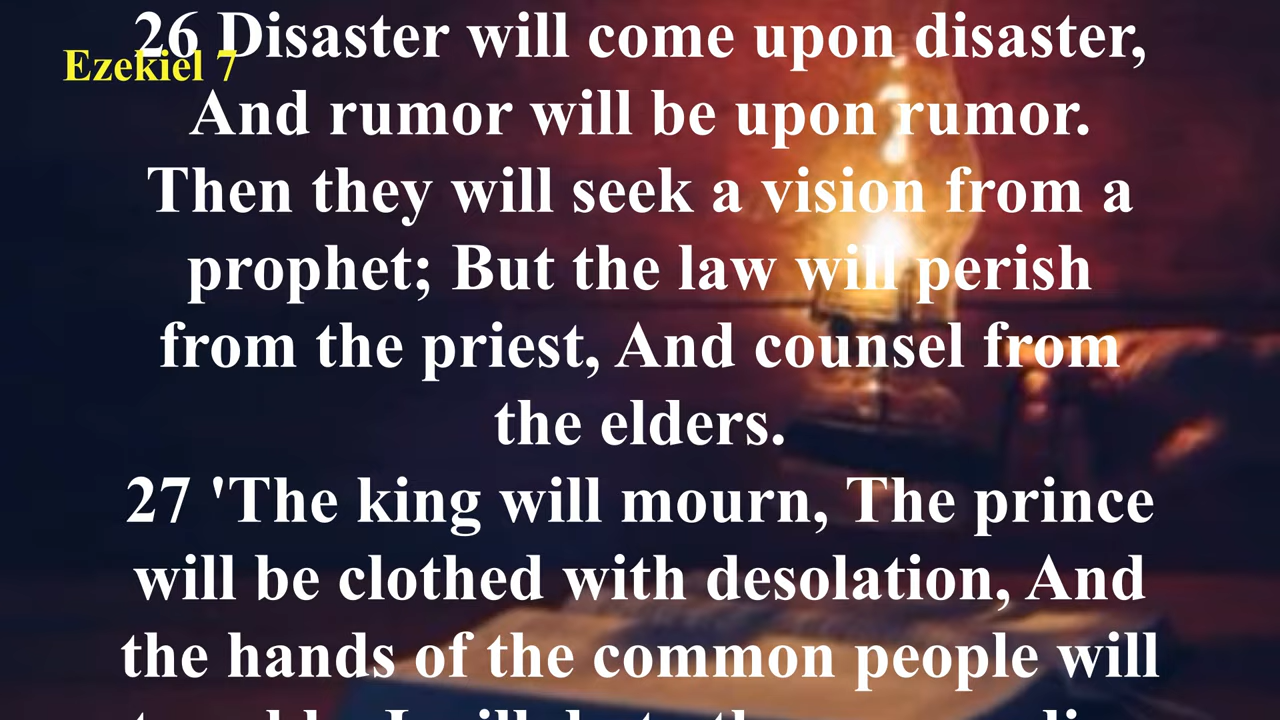 Ezekiel 7
26 Disaster will come upon disaster,
And rumor will be upon rumor.
Then they will seek a vision from a
prophet; But the law will perish
from the priest, And counsel from
the elders.
27 'The king will mourn, The prince
will be clothed with desolation, And
the hands of the common people will